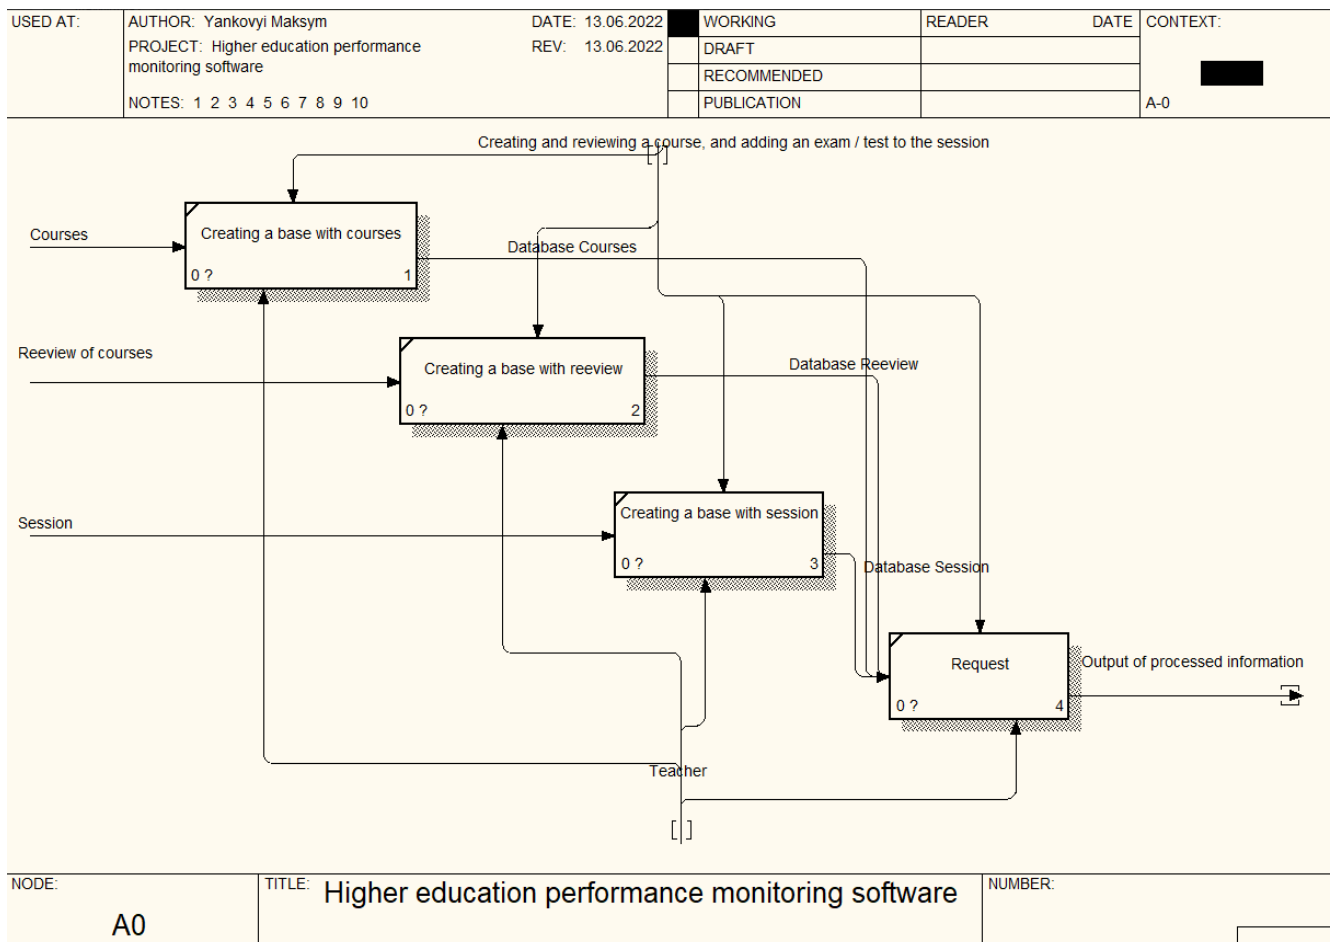 USED AT:
AUTHOR: Yankovyi Maksym
DATE: 13.06.2022
PROJECT: Higher education performance
monitoring software
REV: 13.06.2022
NOTES: 1 2 3 4 5 6 7 8 9 10
WORKING
DRAFT
RECOMMENDED
PUBLICATION
READER
DATE
CONTEXT:
A-0
Creating and reviewing a course, and adding an exam / test to the session
Courses
Creating a base with courses
0 ?
1
Database Courses
Reeview of courses
Creating a base with reeview
0 ?
2
Database Reeview
Session
Creating a base with session
0 ?
3
Database Session
Request
0 ?
4
Output of processed information
Teacher
NODE:
A0
TITLE:
Higher education performance monitoring software
NUMBER: